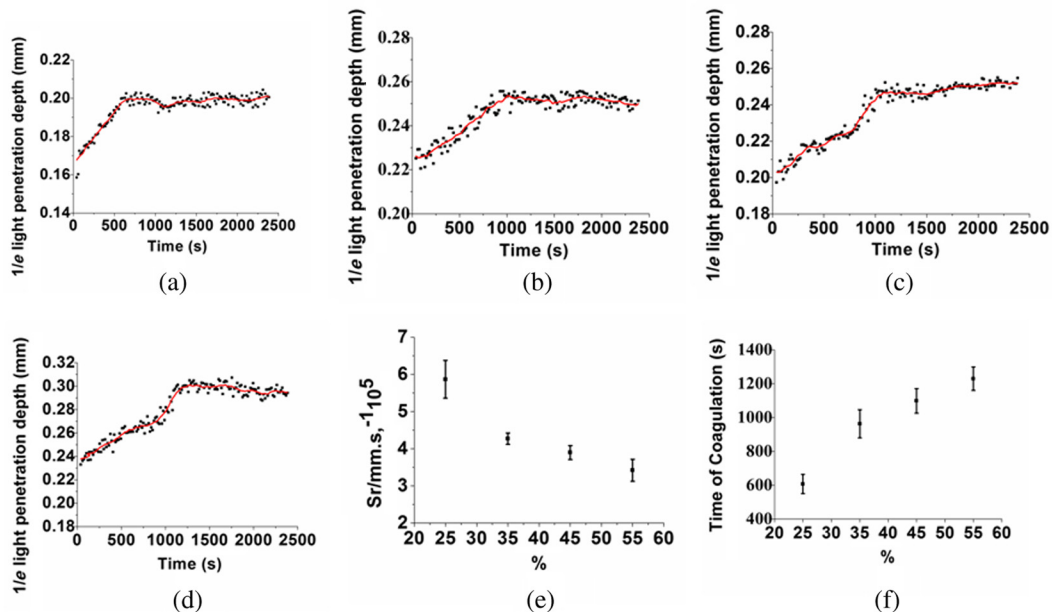 1/e light penetration depth (mm)
0.22
0.20
0.18
0.16
0.14
0 500 1000 1500 2000 2500
Time (s)
(a)
1/e light penetration depth (mm)
0.28
0.26
0.24
0.22
0.20
0 500 1000 1500 2000 2500
Time (s)
(b)
1/e light penetration depth (mm)
0.28
0.26
0.24
0.22
0.20
0.18
0 500 1000 1500 2000 2500
Time (s)
(c)
1/e light penetration depth (mm)
0.32
0.30
0.28
0.26
0.24
0.22
0.20
0.18
0 500 1000 1500 2000 2500
Time (s)
(d)
Sr/mm.s,⁻¹10⁵
7
6
5
4
3
2
20 25 30 35 40 45 50 55 60
%
(e)
Time of Coagulation (s)
1400
1200
1000
800
600
400
20 25 30 35 40 45 50 55 60
%
(f)